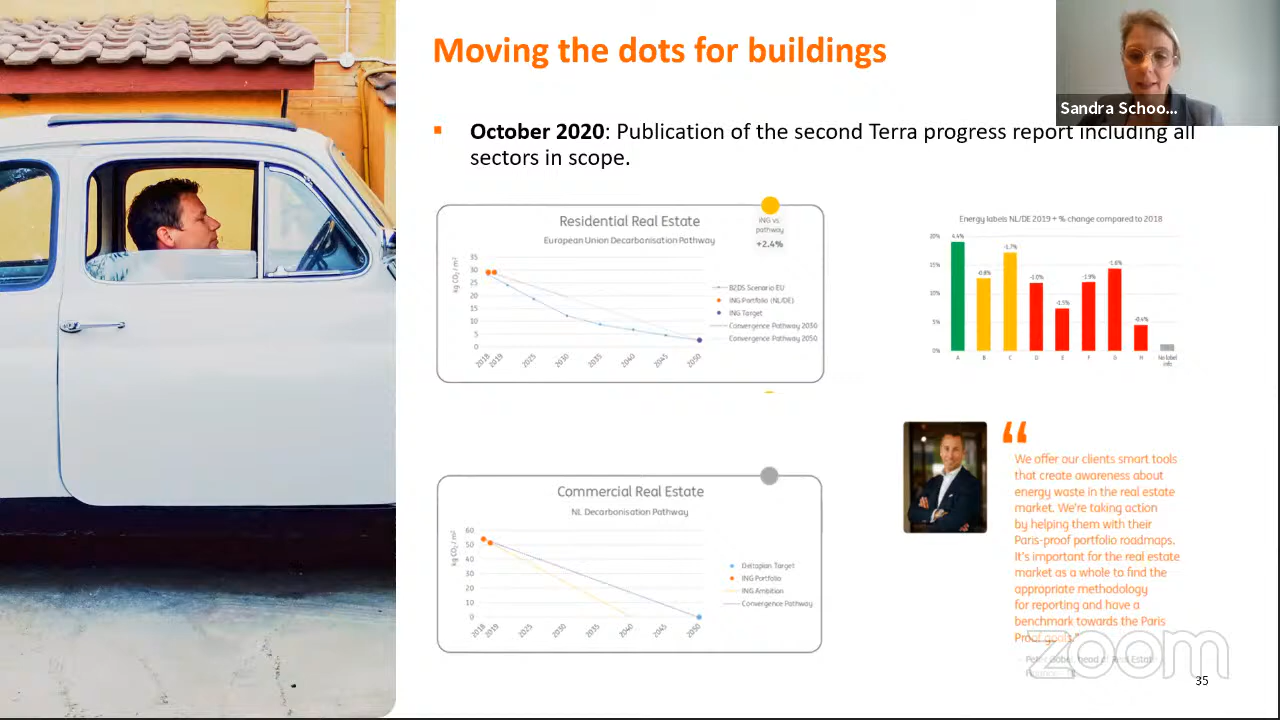 Moving the dots for buildings
Sandra Schoo...
▪ October 2020: Publication of the second Terra progress report including all
sectors in scope.
Residential Real Estate
European Union Decarbonisation Pathway
ING vs
pathway
+2.4%
kg CO₂ / m²
35
30
25
20
15
10
5
0
2018 2019 2025 2030 2035 2040 2045 2050
B2DS Scenario EU
ING Portfolio (NL/DE)
ING Target
Convergence Pathway 2030
Convergence Pathway 2050
Energy labels NL/DE 2019 + % change compared to 2018
20%
15%
10%
5%
0%
4.4% -0.8% -1.7% -1.0% -1.5% -1.9% -1.6% -0.4%
A B C D E F G H No label
info
Commercial Real Estate
NL Decarbonisation Pathway
kg CO₂ / m²
60
50
40
30
20
10
0
2018 2019 2025 2030 2035 2040 2045 2050
Deltaplan Target
ING Portfolio
ING Ambition
Convergence Pathway
“
We offer our clients smart tools
that create awareness about
energy waste in the real estate
market. We're taking action
by helping them with their
Paris-proof portfolio roadmaps.
It's important for the real estate
market as a whole to find the
appropriate methodology
for reporting and have a
benchmark towards the Paris
Proof goals."
head of Real Estate
zoom
35